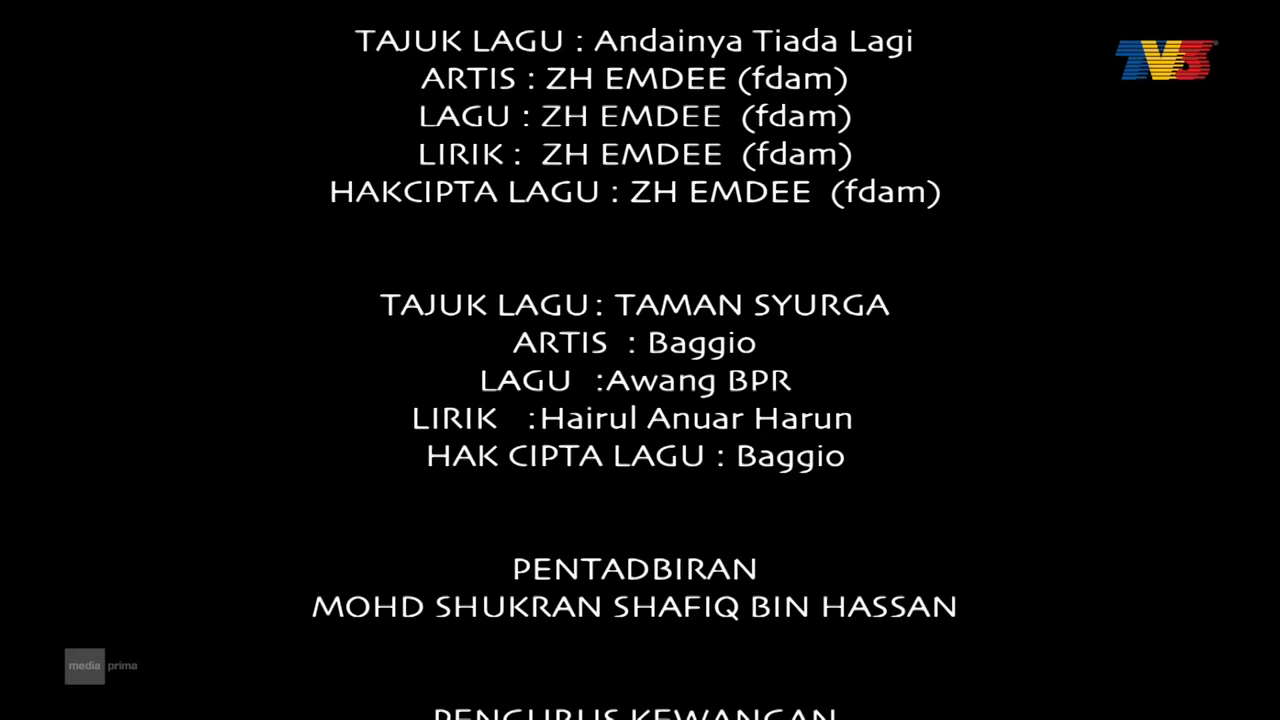 TAJUK LAGU : Andainya Tiada Lagi
TV3
ARTIS : ZH EMDEE (fdam)
LAGU : ZH EMDEE (fdam)
LIRIK : ZH EMDEE (fdam)
HAKCIPTA LAGU : ZH EMDEE (fdam)
TAJUK LAGU : TAMAN SYURGA
ARTIS : Baggio
LAGU :Awang BPR
LIRIK :Hairul Anuar Harun
HAK CIPTA LAGU : Baggio
PENTADBIRAN
MOHD SHUKRAN SHAFIQ BIN HASSAN
media prima
PENGURUS KEWANGAN